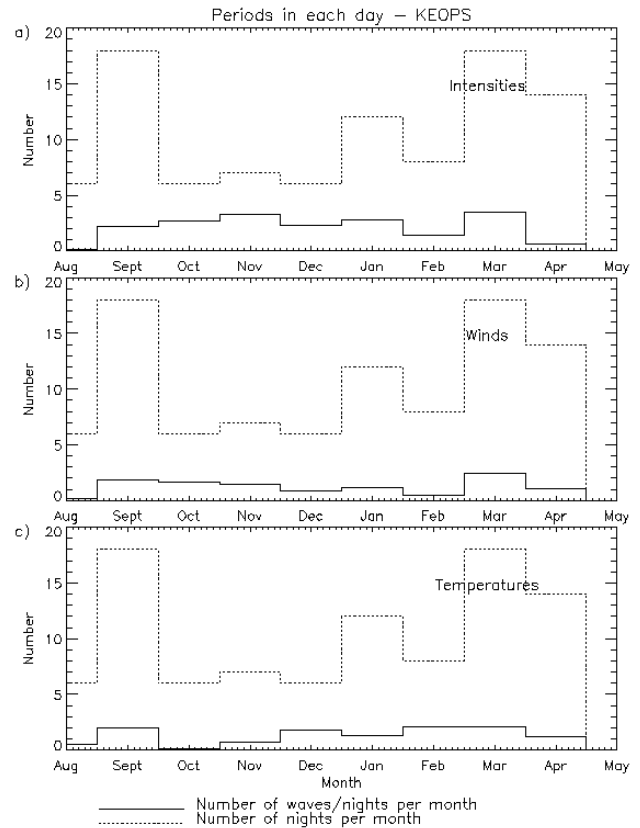 Periods in each day – KEOPS
a)
20
15
10
5
0
Number
Intensities
Aug Sept Oct Nov Dec Jan Feb Mar Apr May
b)
20
15
10
5
0
Number
Winds
Aug Sept Oct Nov Dec Jan Feb Mar Apr May
c)
20
15
10
5
0
Number
Temperatures
Aug Sept Oct Nov Dec Jan Feb Mar Apr May
Month
Number of waves/nights per month
Number of nights per month